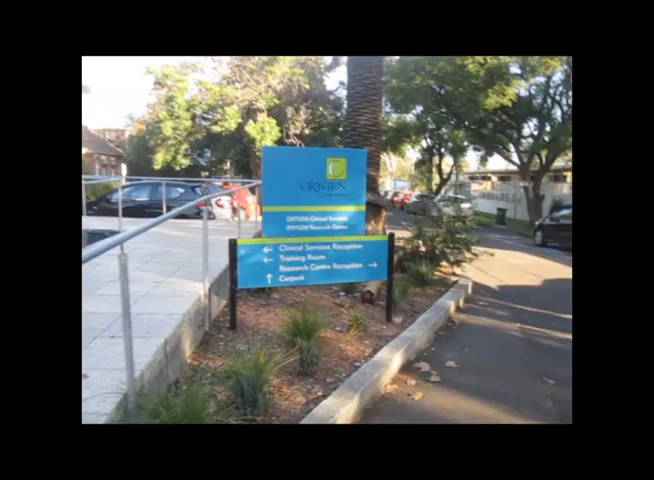 ORYGEN
ORYGEN Clinical Services
ORYGEN Research Centre
← Clinical Services Reception
← Training Room
Research Centre Reception →
↑ Carpark